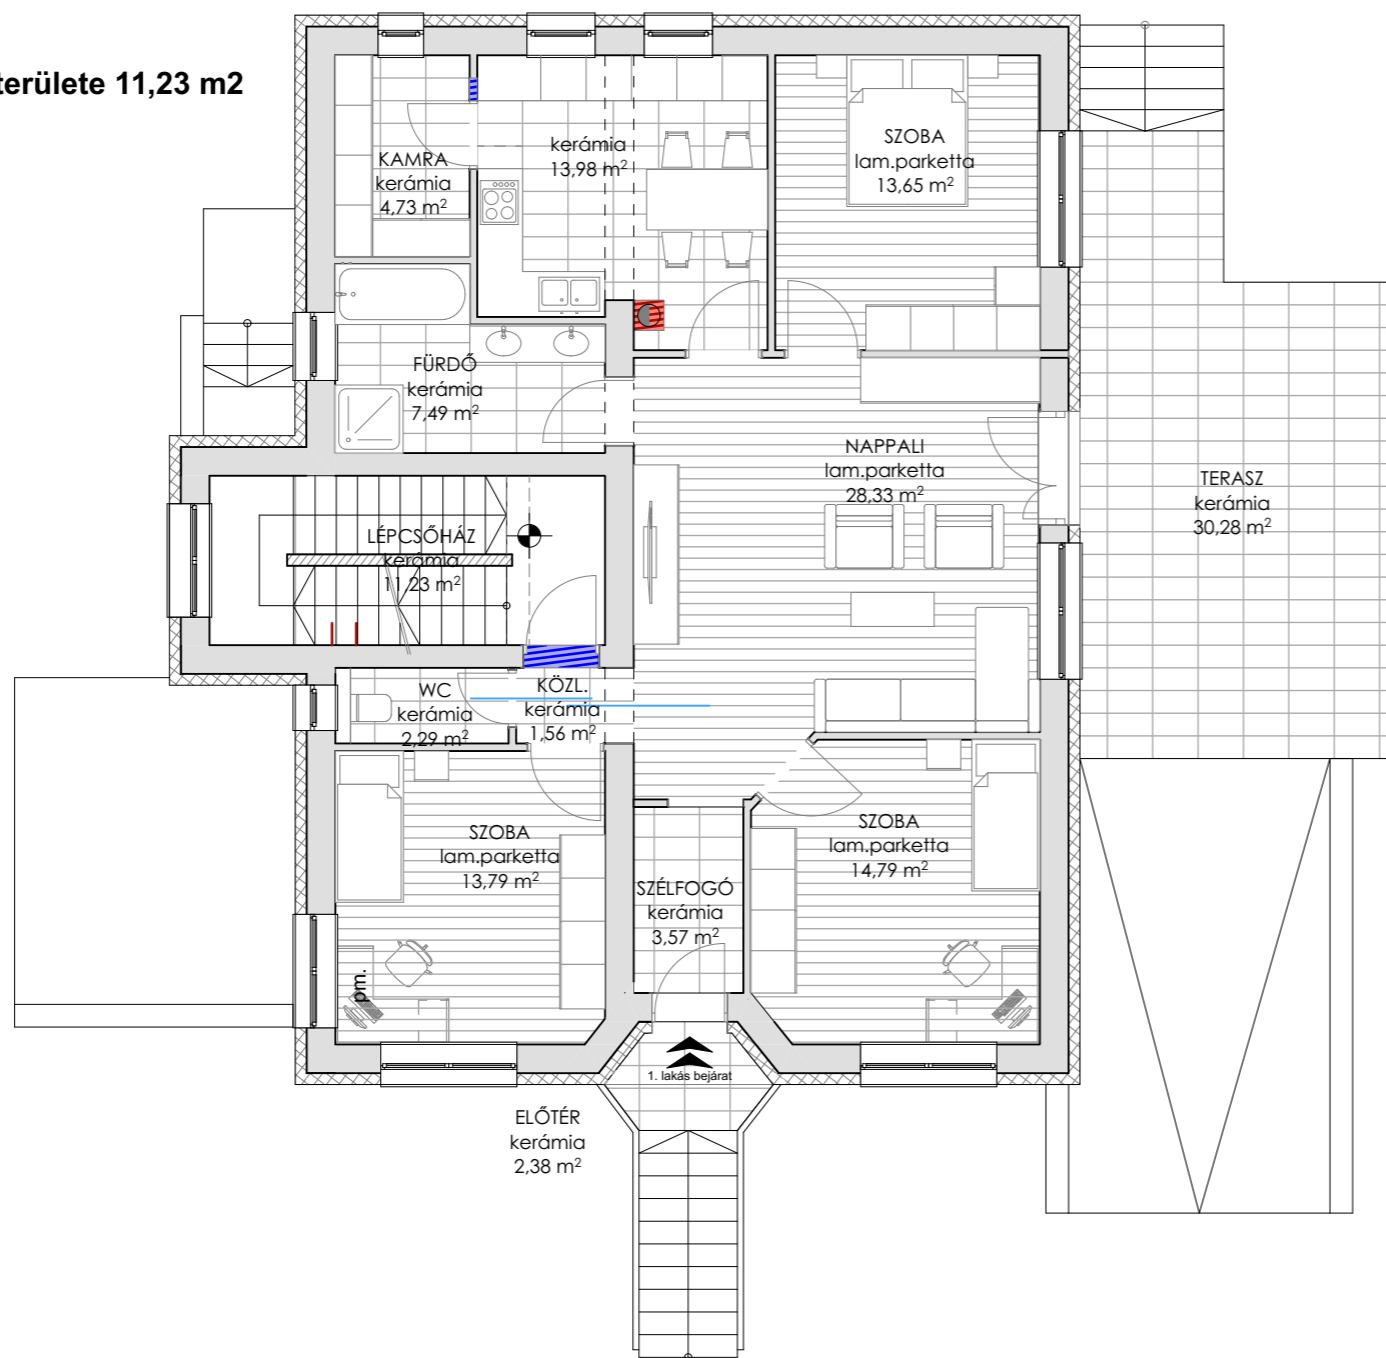 területe 11,23 m2
KAMRA
kerámia
4,73 m²
kerámia
13,98 m²
SZOBA
lam.parketta
13,65 m²
FÜRDŐ
kerámia
7,49 m²
NAPPALI
lam.parketta
28,33 m²
TERASZ
kerámia
30,28 m²
LÉPCSŐHÁZ
kerámia
11,23 m²
WC
kerámia
2,29 m²
KÖZL.
kerámia
1,56 m²
SZOBA
lam.parketta
13,79 m²
SZÉLFOGÓ
kerámia
3,57 m²
SZOBA
lam.parketta
14,79 m²
pm.
1. lakás bejárat
ELŐTÉR
kerámia
2,38 m²